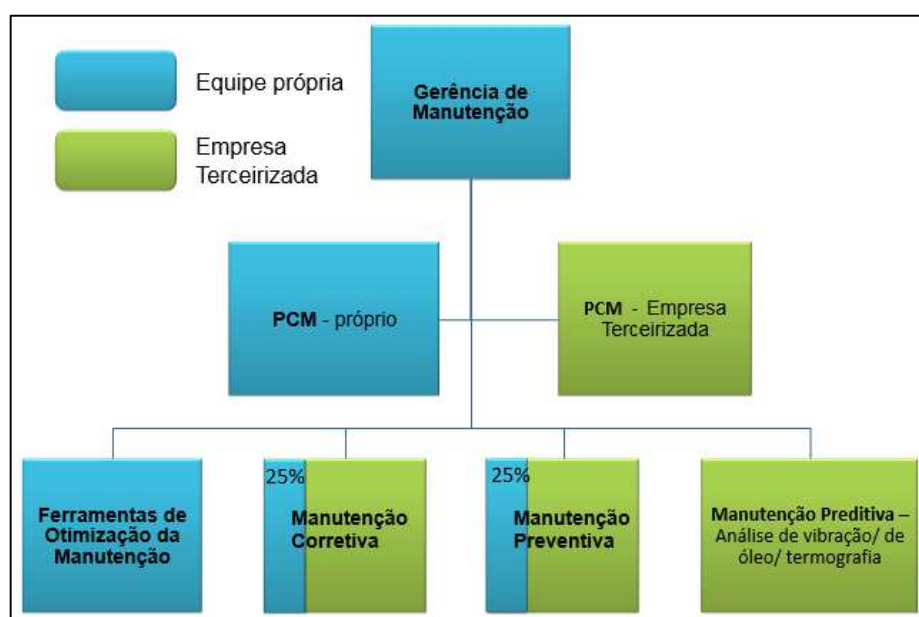 Equipe própria
Empresa
Terceirizada
Gerência de
Manutenção
PCM - próprio
PCM - Empresa
Terceirizada
Ferramentas de
Otimização da
Manutenção
25%
Manutenção
Corretiva
25%
Manutenção
Preventiva
Manutenção Preditiva –
Análise de vibração/ de
óleo/ termografia